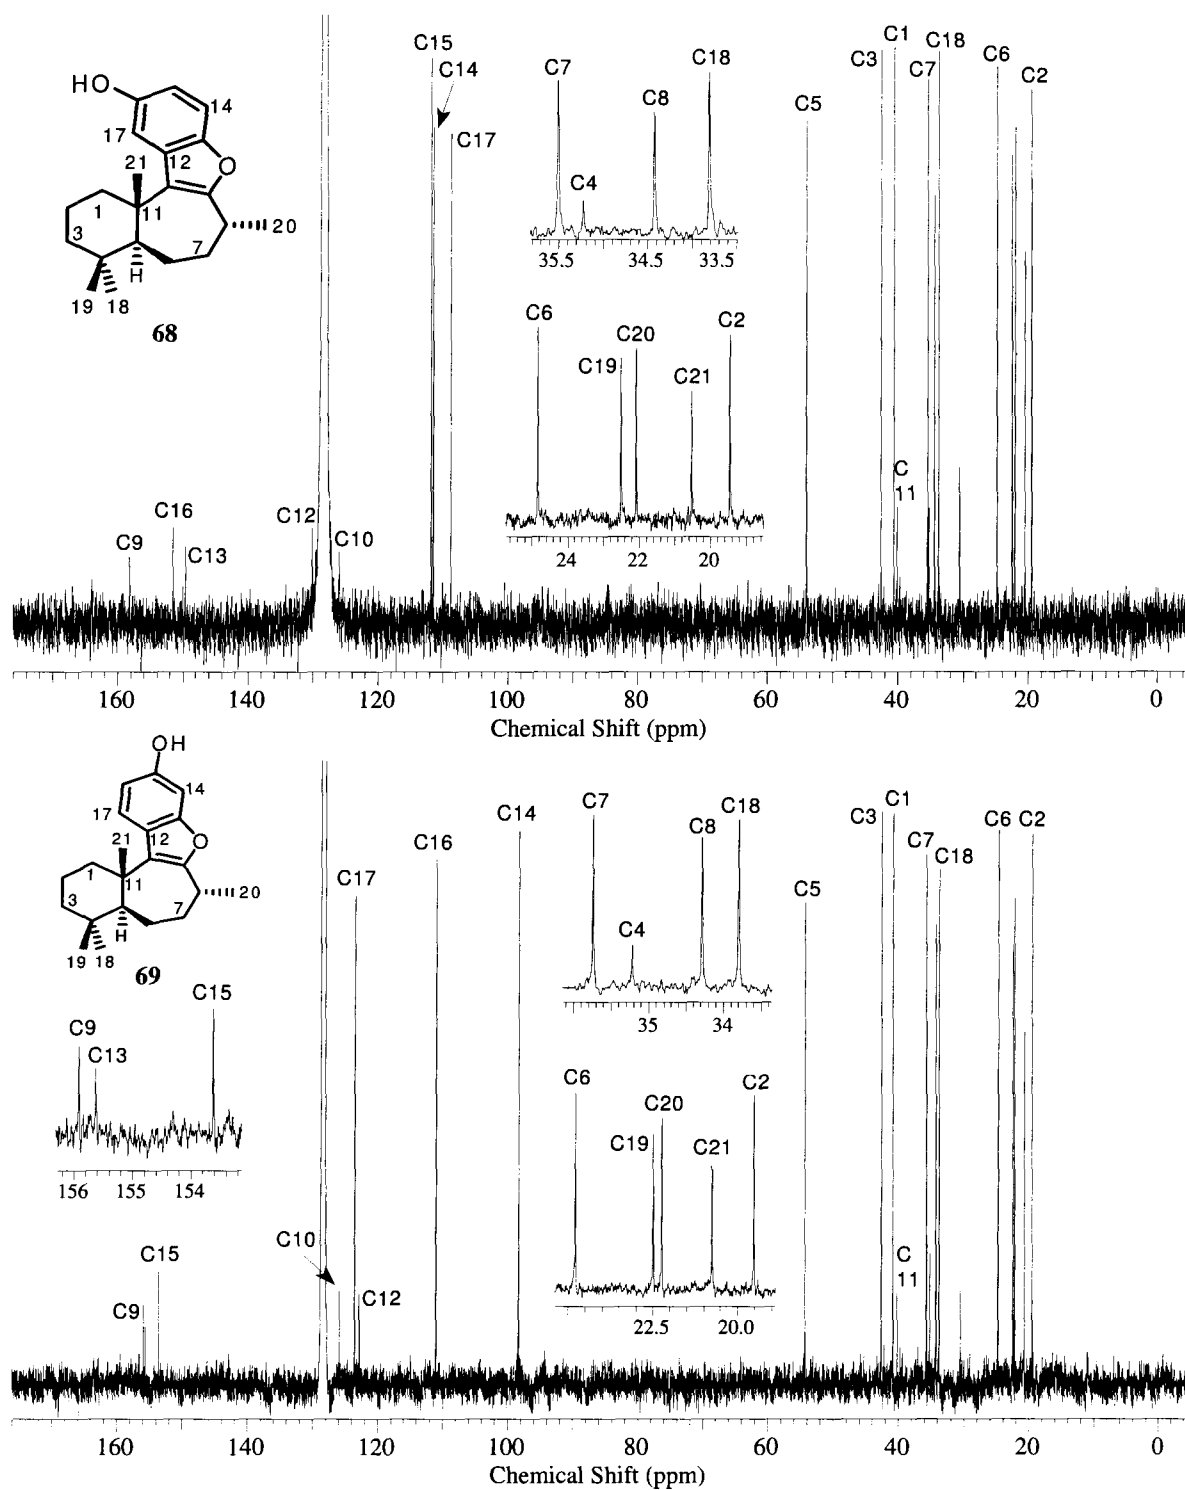 C15
C14
C17
HO
14
17
21
12
O
1
11
3
7
20
H
19
18
68
C7
C4
C8
C18
35.5
34.5
33.5
C6
C19
C20
C21
C2
24
22
20
C3
C1
C7
C18
C6
C2
C5
C
11
C9
C16
C13
C12
C10
160
140
120
100
80
60
40
20
0
Chemical Shift (ppm)
OH
14
17
21
12
O
1
11
3
7
20
H
19
18
69
C9
C13
C15
156
155
154
C10
C15
C9
C12
C17
C16
C14
C7
C4
C8
C18
35
34
C6
C19
C20
C21
C2
22.5
20.0
C3
C1
C7
C18
C6
C2
C5
C
11
160
140
120
100
80
60
40
20
0
Chemical Shift (ppm)